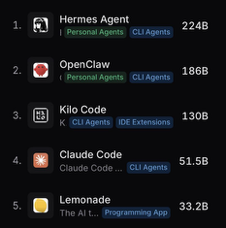 1. Hermes Agent 224B
Personal Agents CLI Agents
2. OpenClaw 186B
Personal Agents CLI Agents
3. Kilo Code 130B
K CLI Agents IDE Extensions
4. Claude Code 51.5B
Claude Code ... CLI Agents
5. Lemonade 33.2B
The AI t... Programming App